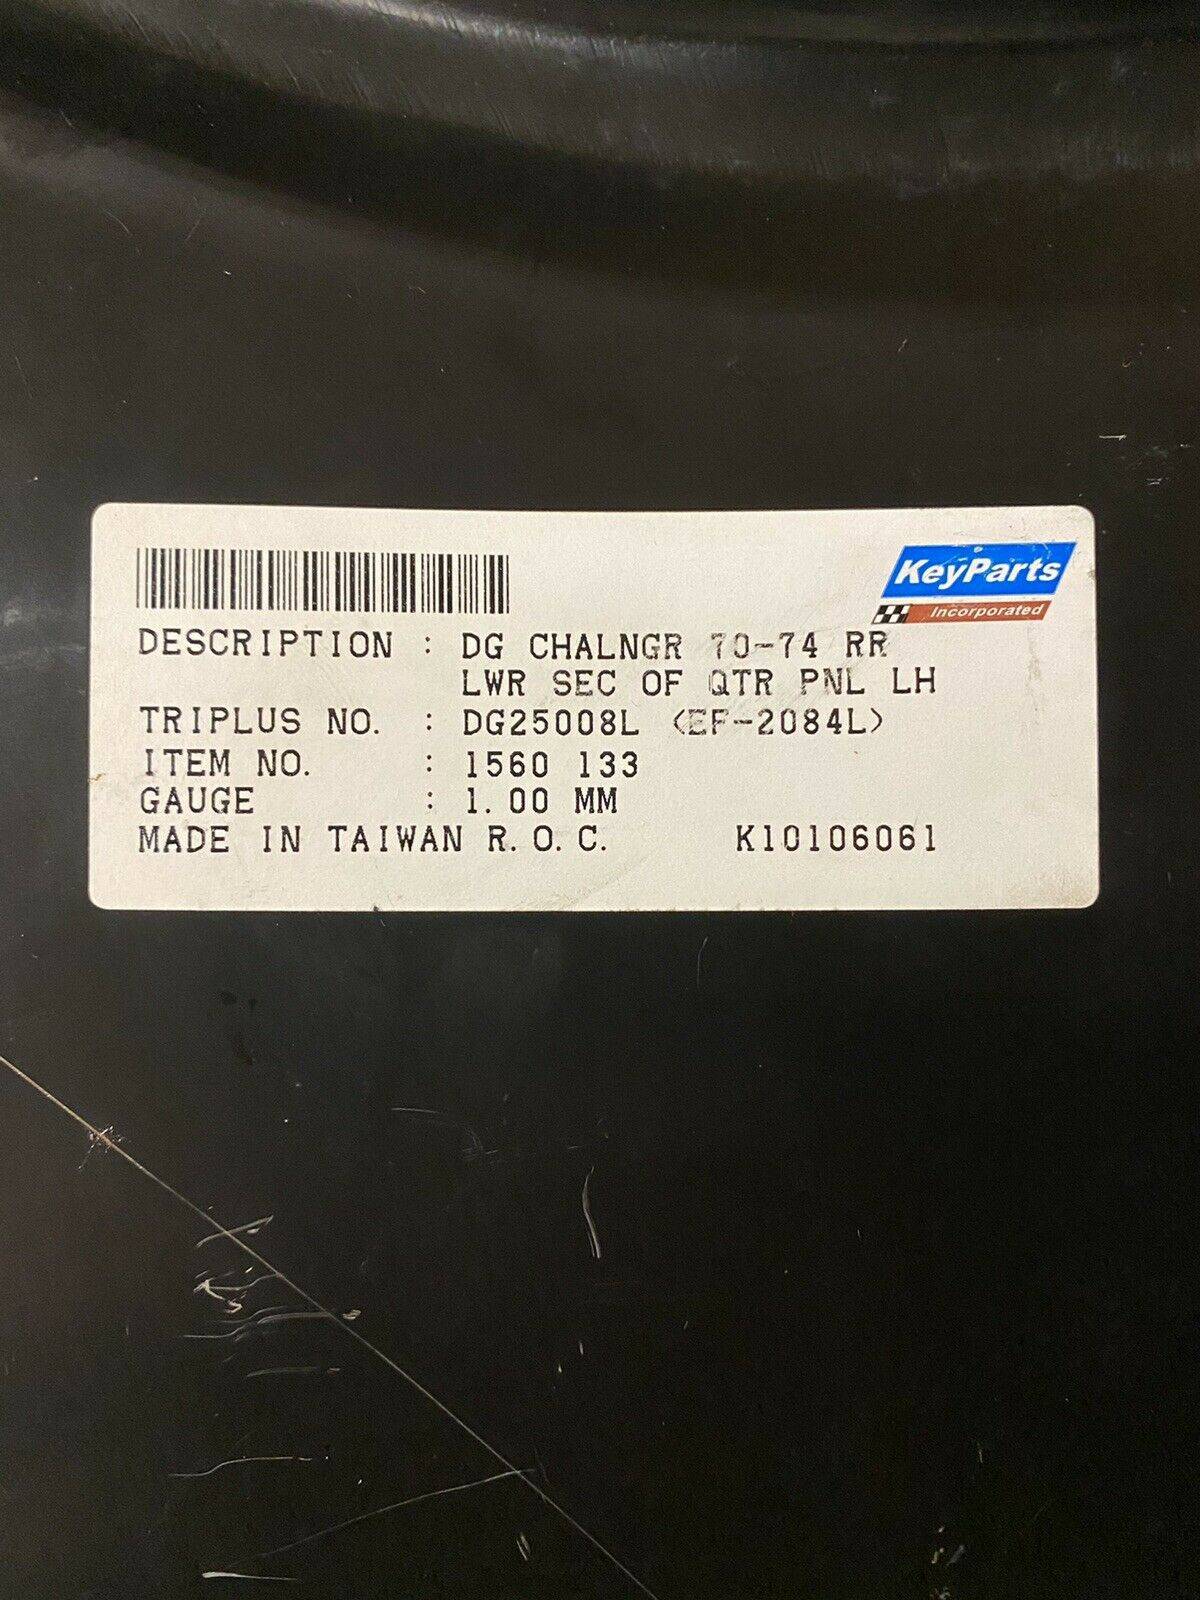 KeyParts
Incorporated
DESCRIPTION : DG CHALNGR 70-74 RR
LWR SEC OF QTR PNL LH
TRIPLUS NO. : DG25008L (EF-2084L)
ITEM NO. : 1560 133
GAUGE : 1.00 MM
MADE IN TAIWAN R.O.C. K10106061